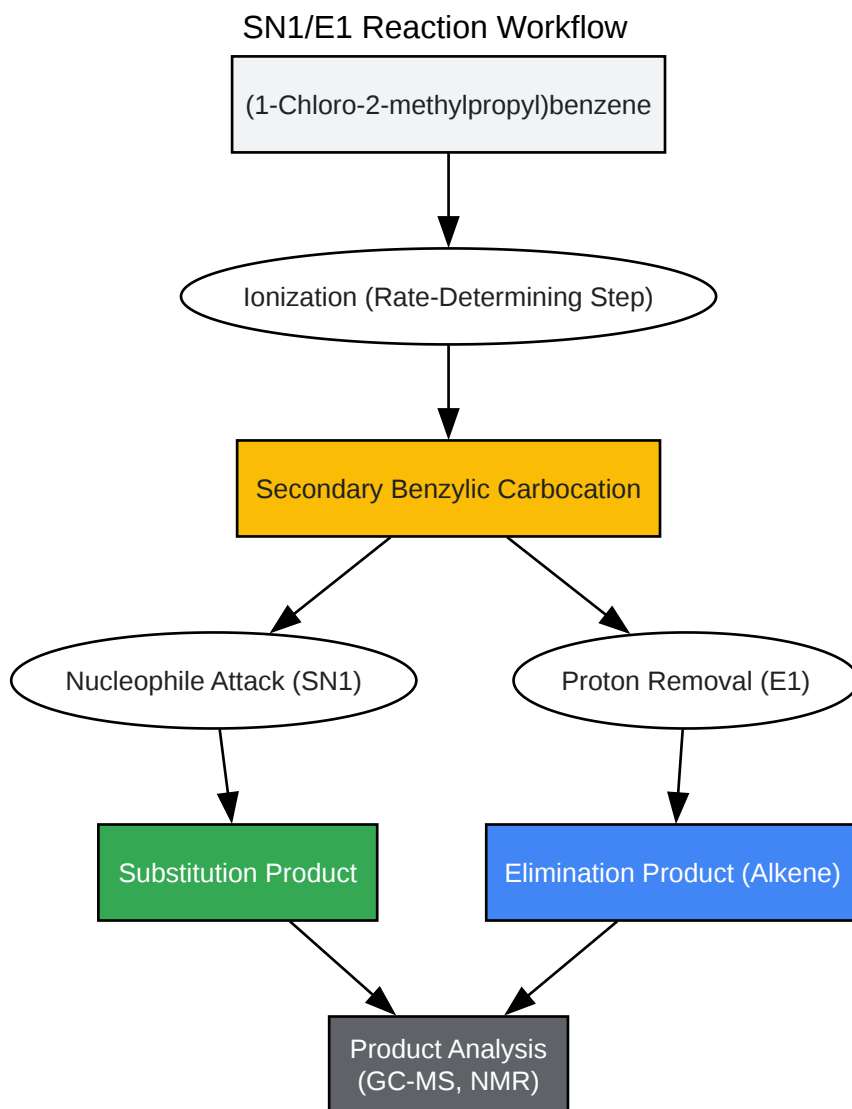 SN1/E1 Reaction Workflow
(1-Chloro-2-methylpropyl)benzene
Ionization (Rate-Determining Step)
Secondary Benzylic Carbocation
Nucleophile Attack (SN1)
Proton Removal (E1)
Substitution Product
Elimination Product (Alkene)
Product Analysis
(GC-MS, NMR)